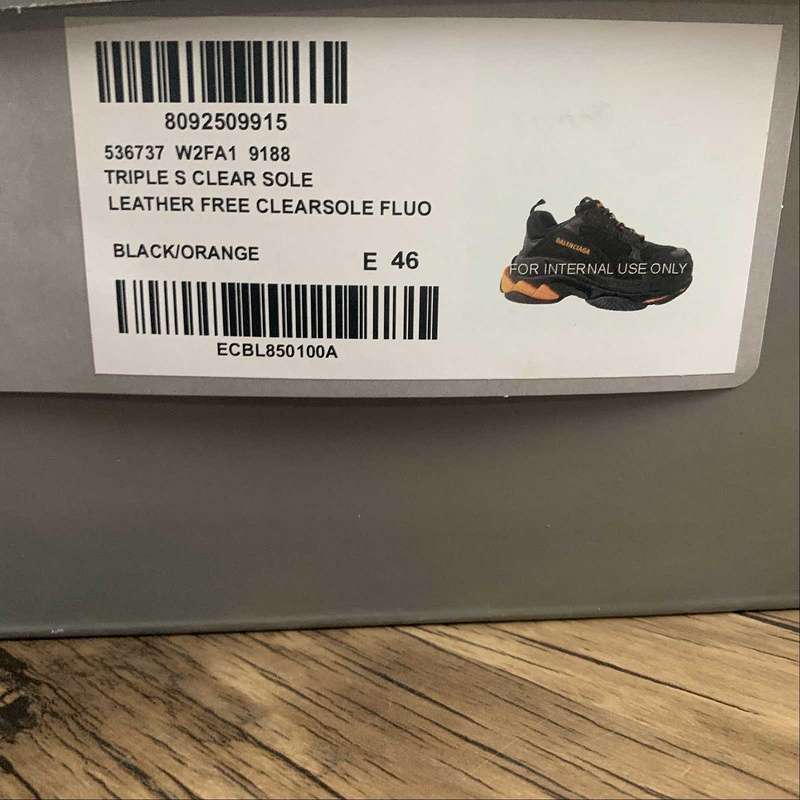 8092509915
536737 W2FA1 9188
TRIPLE S CLEAR SOLE
LEATHER FREE CLEARSOLE FLUO
BLACK/ORANGE
E 46
ECBL850100A
BALENCIAGA
FOR INTERNAL USE ONLY